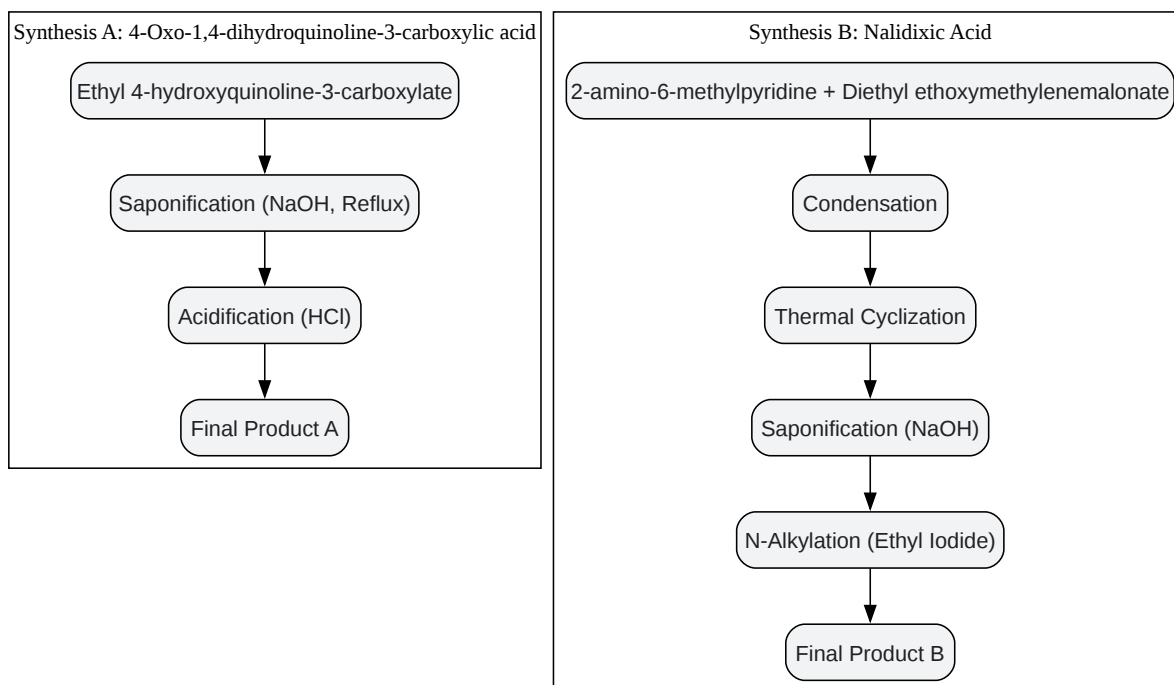 Synthesis A: 4-Oxo-1,4-dihydroquinoline-3-carboxylic acid
Ethyl 4-hydroxyquinoline-3-carboxylate
Saponification (NaOH, Reflux)
Acidification (HCl)
Final Product A
Synthesis B: Nalidixic Acid
2-amino-6-methylpyridine + Diethyl ethoxymethylenemalonate
Condensation
Thermal Cyclization
Saponification (NaOH)
N-Alkylation (Ethyl Iodide)
Final Product B